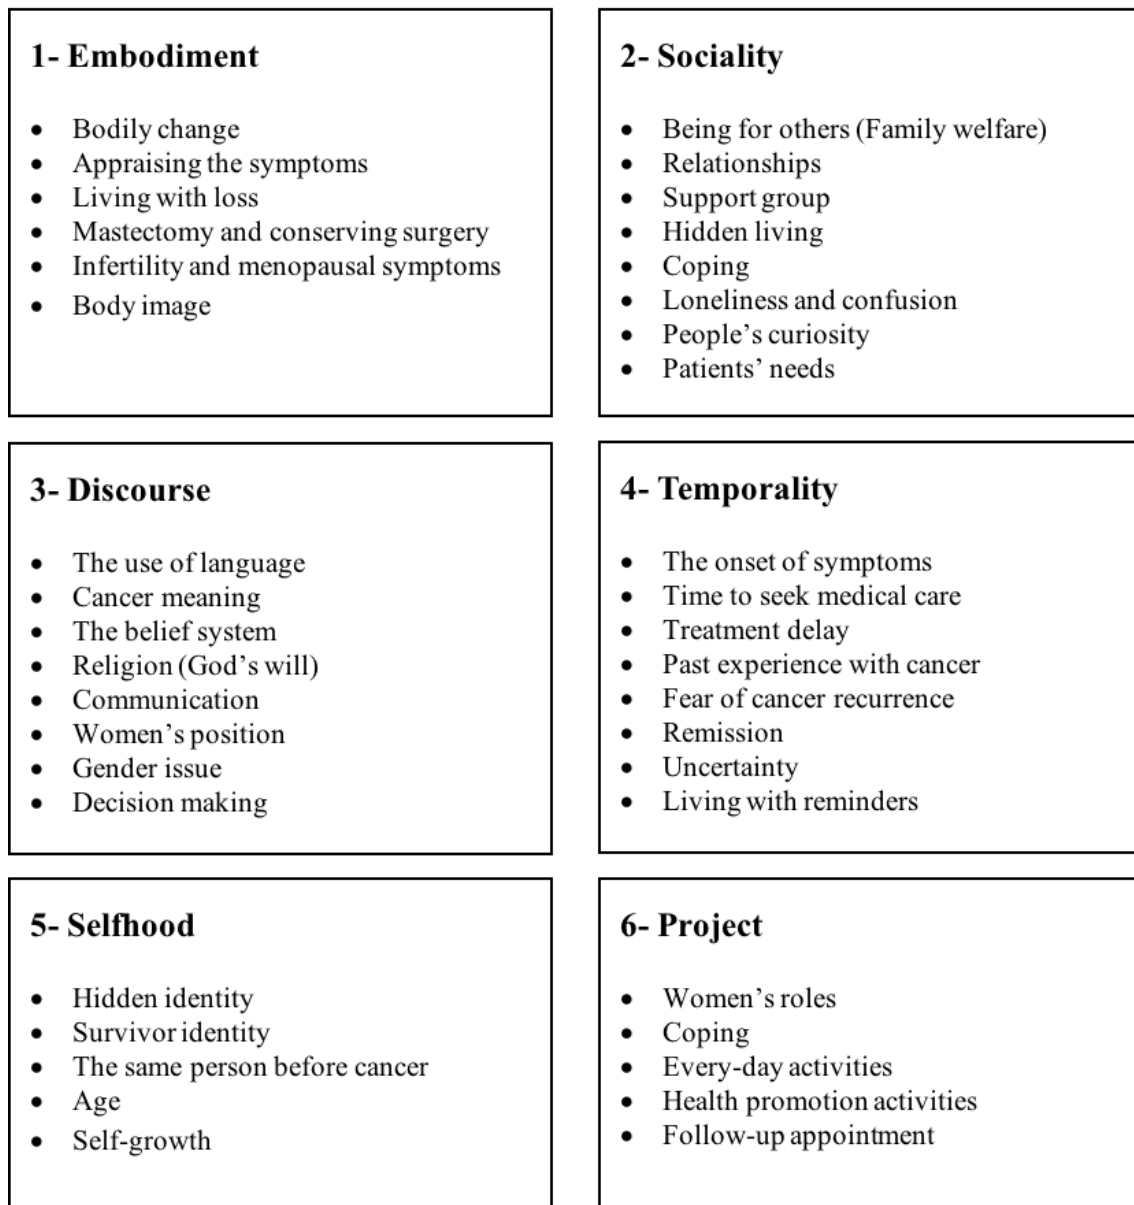 1- Embodiment
• Bodily change
• Appraising the symptoms
• Living with loss
• Mastectomy and conserving surgery
• Infertility and menopausal symptoms
• Body image
2- Sociality
• Being for others (Family welfare)
• Relationships
• Support group
• Hidden living
• Coping
• Loneliness and confusion
• People’s curiosity
• Patients’ needs
3- Discourse
• The use of language
• Cancer meaning
• The belief system
• Religion (God’s will)
• Communication
• Women’s position
• Gender issue
• Decision making
4- Temporality
• The onset of symptoms
• Time to seek medical care
• Treatment delay
• Past experience with cancer
• Fear of cancer recurrence
• Remission
• Uncertainty
• Living with reminders
5- Selfhood
• Hidden identity
• Survivor identity
• The same person before cancer
• Age
• Self-growth
6- Project
• Women’s roles
• Coping
• Every-day activities
• Health promotion activities
• Follow-up appointment